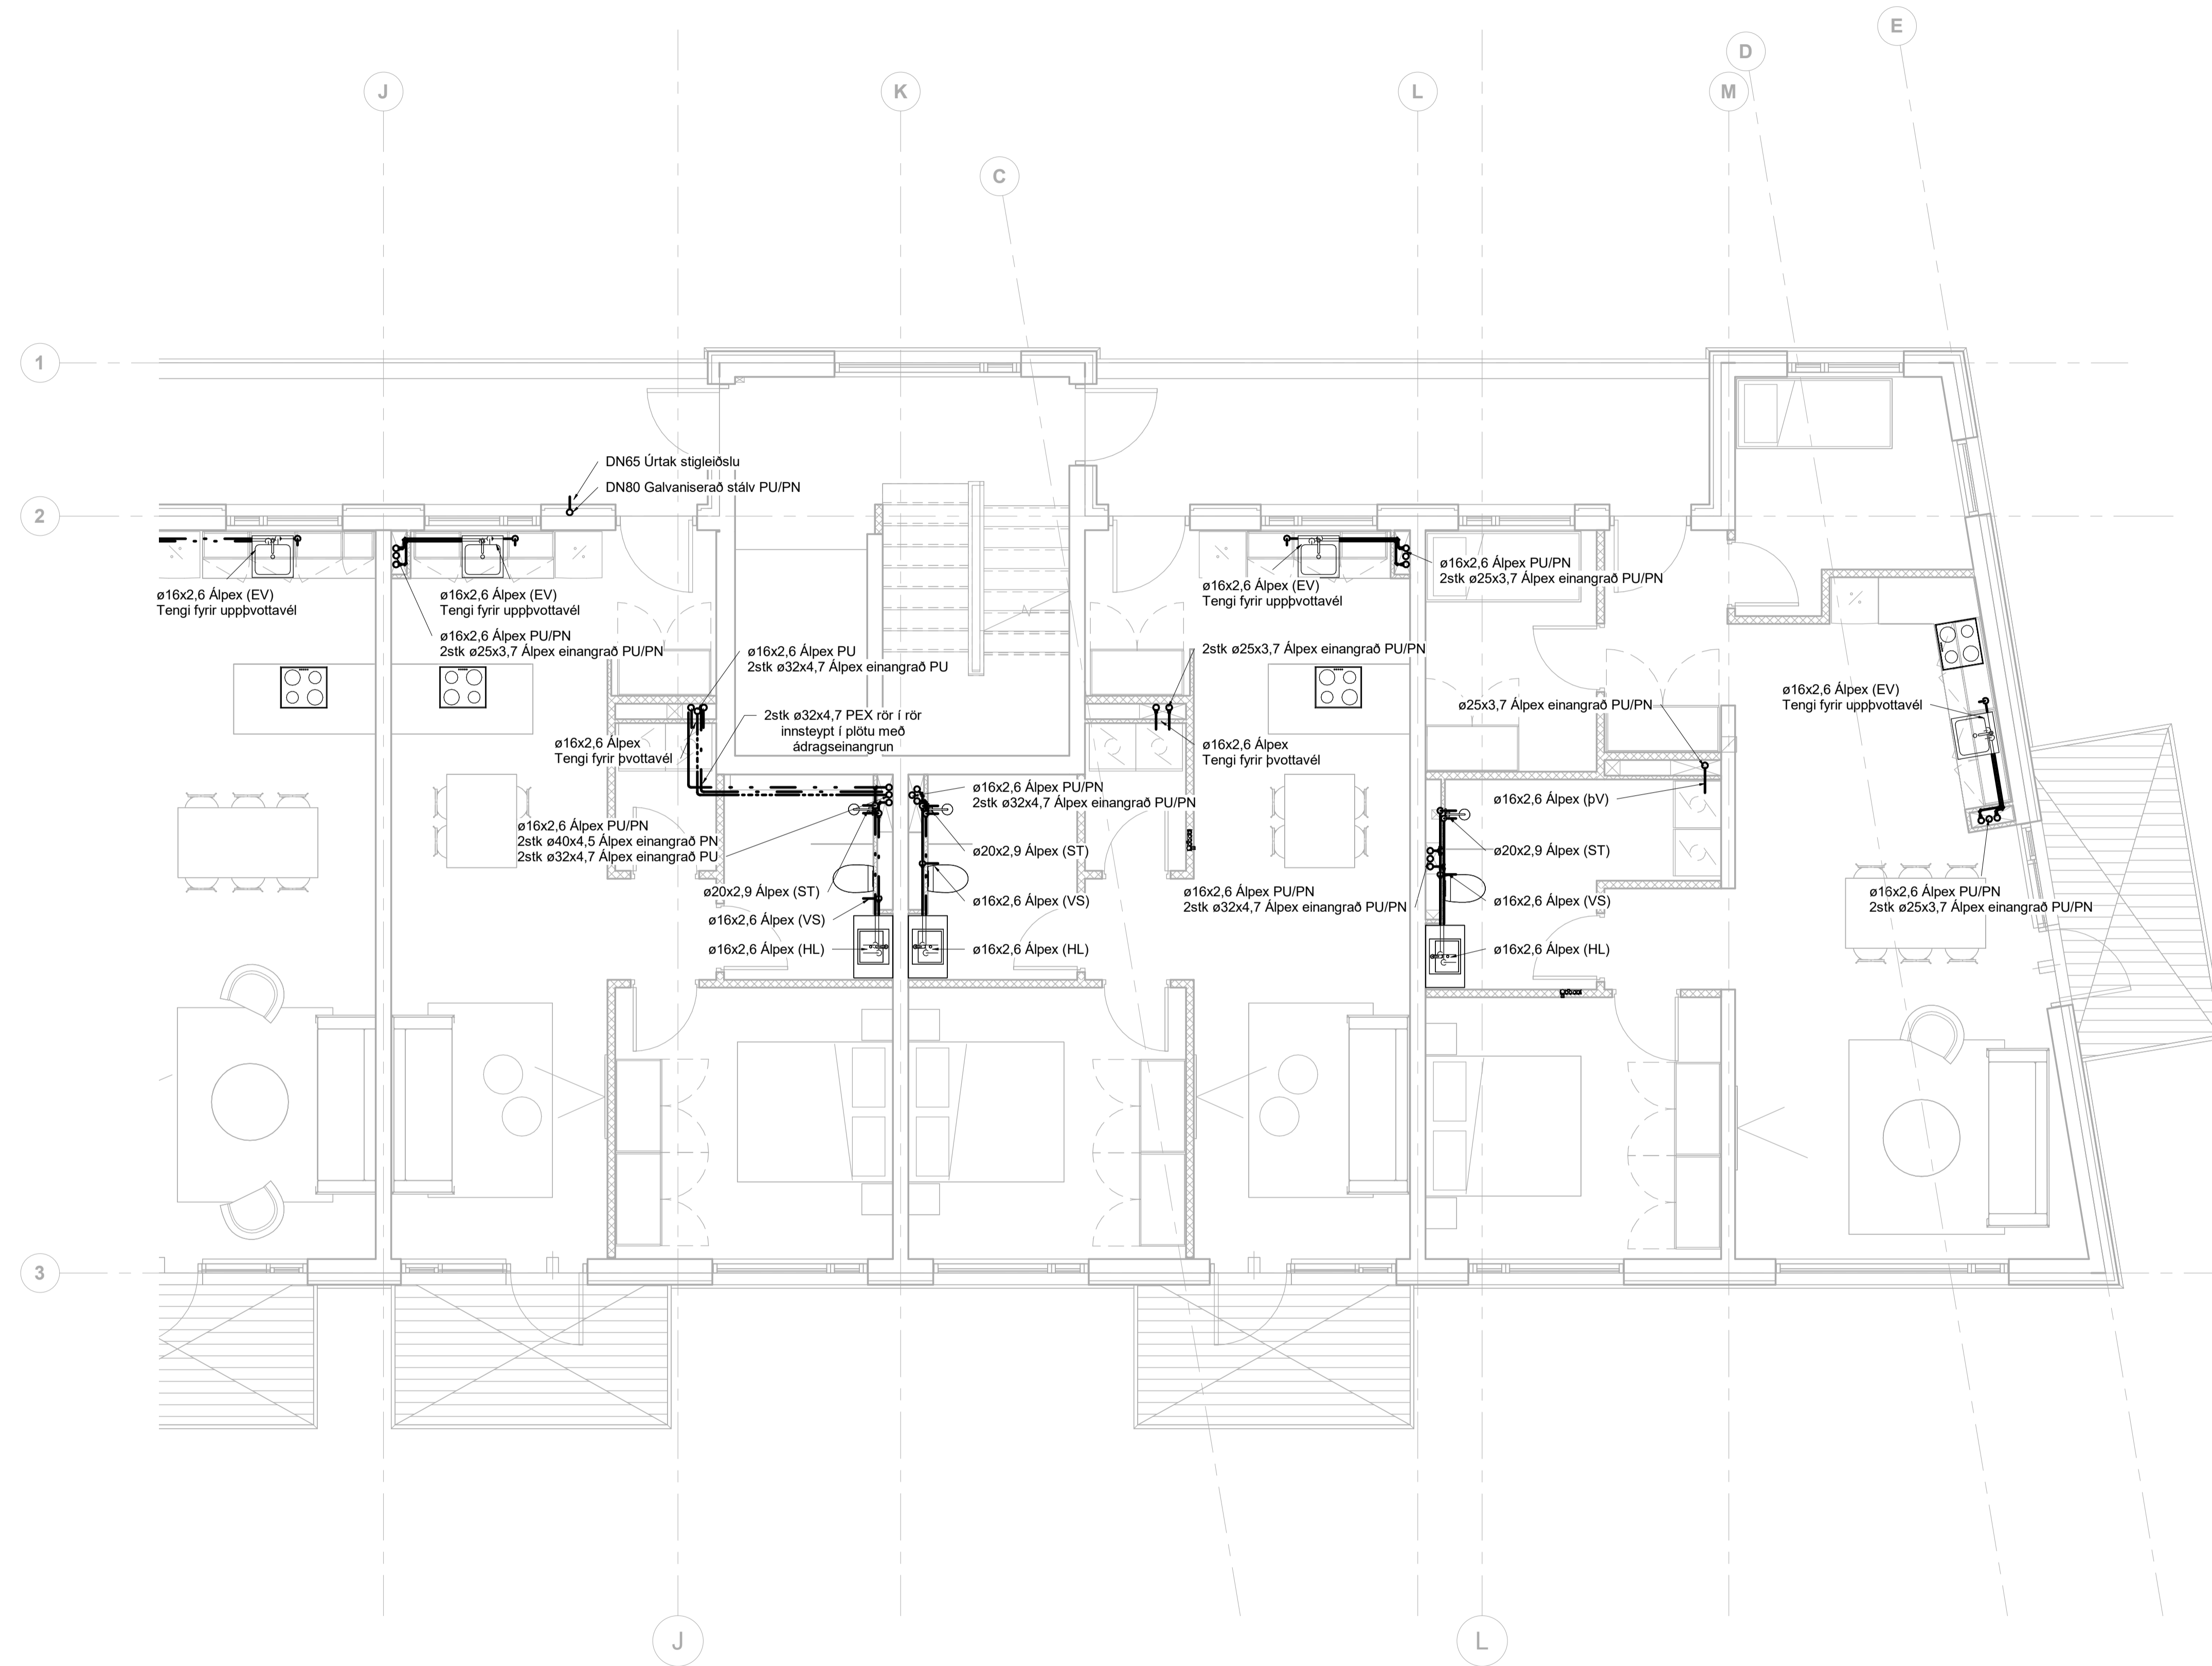 E
D
J
K
L
M
C
1
DN65 Úrtak stigleiðslu
DN80 Galvaniserað stálv PU/PN
2
ø16x2,6 Álpex (EV)
Tengi fyrir uppþvottavél
ø16x2,6 Álpex (EV)
Tengi fyrir uppþvottavél
ø16x2,6 Álpex PU/PN
2stk ø25x3,7 Álpex einangrað PU/PN
ø16x2,6 Álpex (EV)
Tengi fyrir uppþvottavél
ø16x2,6 Álpex PU/PN
2stk ø25x3,7 Álpex einangrað PU/PN
ø16x2,6 Álpex PU
2stk ø32x4,7 Álpex einangrað PU
2stk ø25x3,7 Álpex einangrað PU/PN
ø25x3,7 Álpex einangrað PU/PN
ø16x2,6 Álpex (EV)
Tengi fyrir uppþvottavél
2stk ø32x4,7 PEX rör í rör
innsteypt í plötu með
ádragseinangrun
ø16x2,6 Álpex
Tengi fyrir þvottavél
ø16x2,6 Álpex
Tengi fyrir þvottavél
ø16x2,6 Álpex PU/PN
2stk ø32x4,7 Álpex einangrað PU/PN
ø16x2,6 Álpex (þV)
ø16x2,6 Álpex PU/PN
2stk ø40x4,5 Álpex einangrað PN
2stk ø32x4,7 Álpex einangrað PU
ø20x2,9 Álpex (ST)
ø20x2,9 Álpex (ST)
ø20x2,9 Álpex (ST)
ø16x2,6 Álpex (VS)
ø16x2,6 Álpex (VS)
ø16x2,6 Álpex PU/PN
2stk ø32x4,7 Álpex einangrað PU/PN
ø16x2,6 Álpex (VS)
ø16x2,6 Álpex PU/PN
2stk ø25x3,7 Álpex einangrað PU/PN
ø16x2,6 Álpex (HL)
ø16x2,6 Álpex (HL)
ø16x2,6 Álpex (HL)
3
J
L